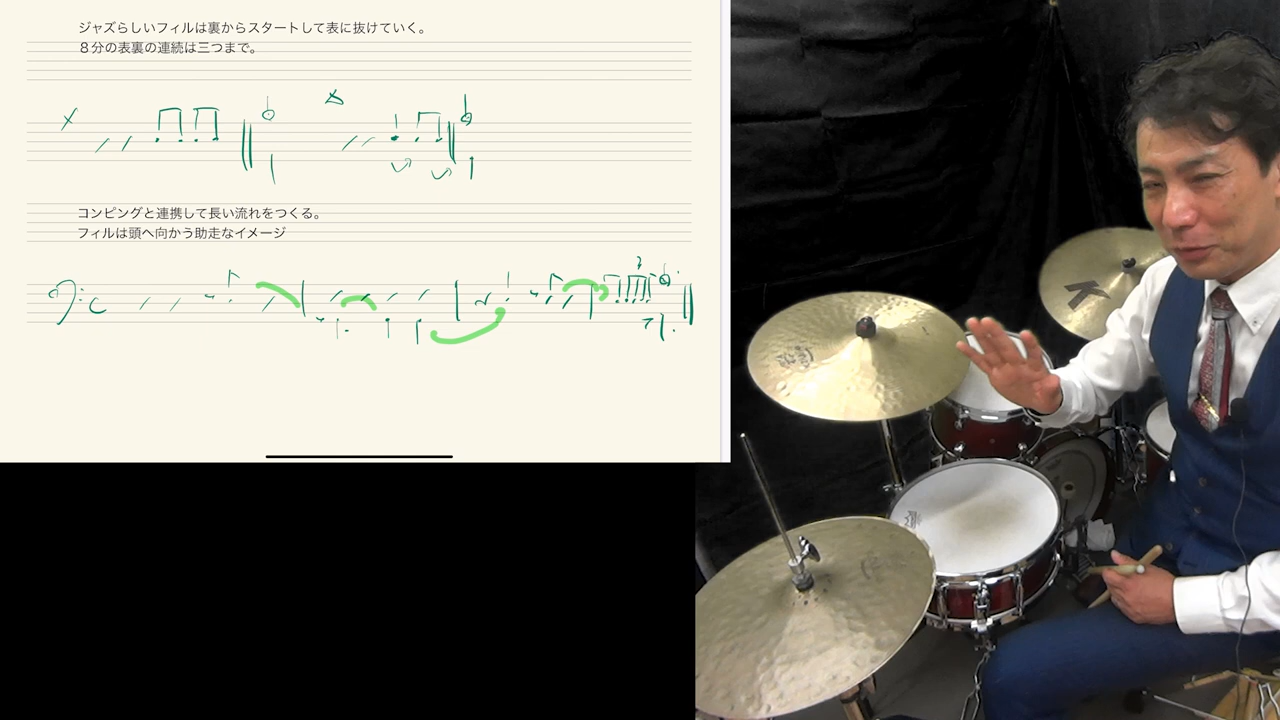 ジャズらしいフィルは裏からスタートして表に抜けていく。
８分の表裏の連続は三つまで。
コンピングと連携して長い流れをつくる。
フィルは頭へ向かう助走なイメージ
K